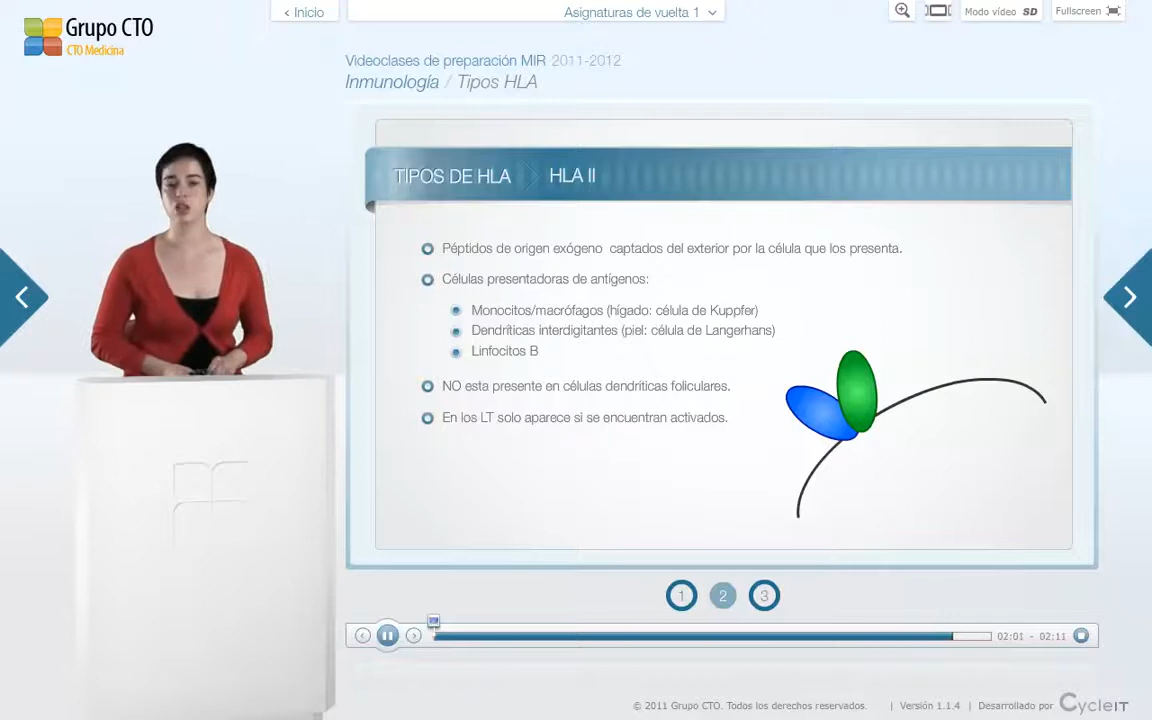 Grupo CTO
CTO Medicina
‹ Inicio
Asignaturas de vuelta 1
Modo vídeo SD
Fullscreen
Videoclases de preparación MIR 2011-2012
Inmunología / Tipos HLA
TIPOS DE HLA
HLA II
Péptidos de origen exógeno captados del exterior por la célula que los presenta.
Células presentadoras de antígenos:
Monocitos/macrófagos (hígado: célula de Kuppfer)
Dendríticas interdigitantes (piel: célula de Langerhans)
Linfocitos B
NO esta presente en células dendríticas foliculares.
En los LT solo aparece si se encuentran activados.
1 2 3
02:01 - 02:11
© 2011 Grupo CTO. Todos los derechos reservados. | Versión 1.1.4 | Desarrollado por CycleIT